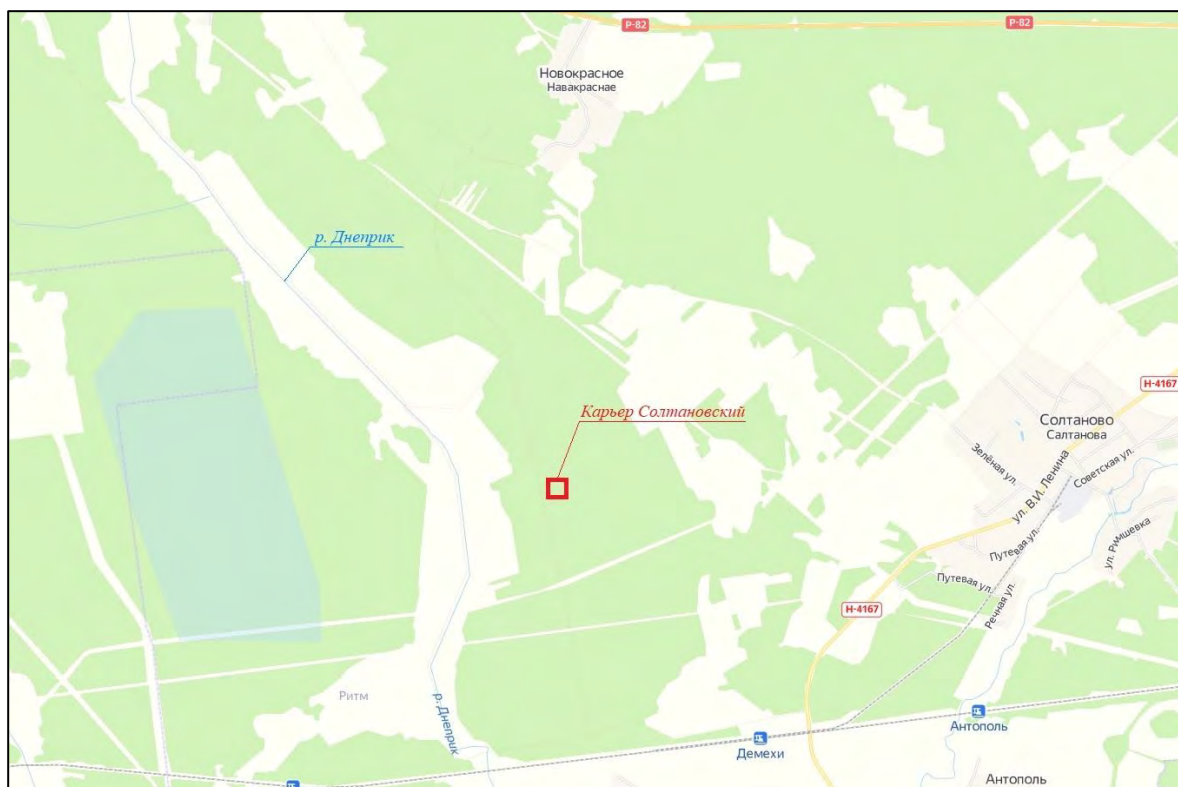 Р-82
Р-82
Новокрасное
Навакраснае
р. Днеприк
Н-4167
Карьер Солтановский
Солтаново
Салтанова
Зелёная ул.
Советская ул.
ул. В.И. Ленина
Путевая ул.
ул. Римшевка
Путевая ул.
Речная ул.
Н-4167
Ритм
р. Днеприк
Антополь
Демехи
Антополь